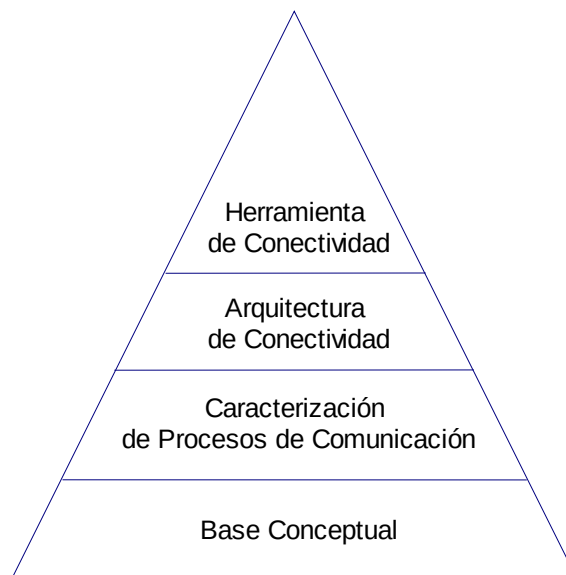 Herramienta
de Conectividad
Arquitectura
de Conectividad
Caracterización
de Procesos de Comunicación
Base Conceptual